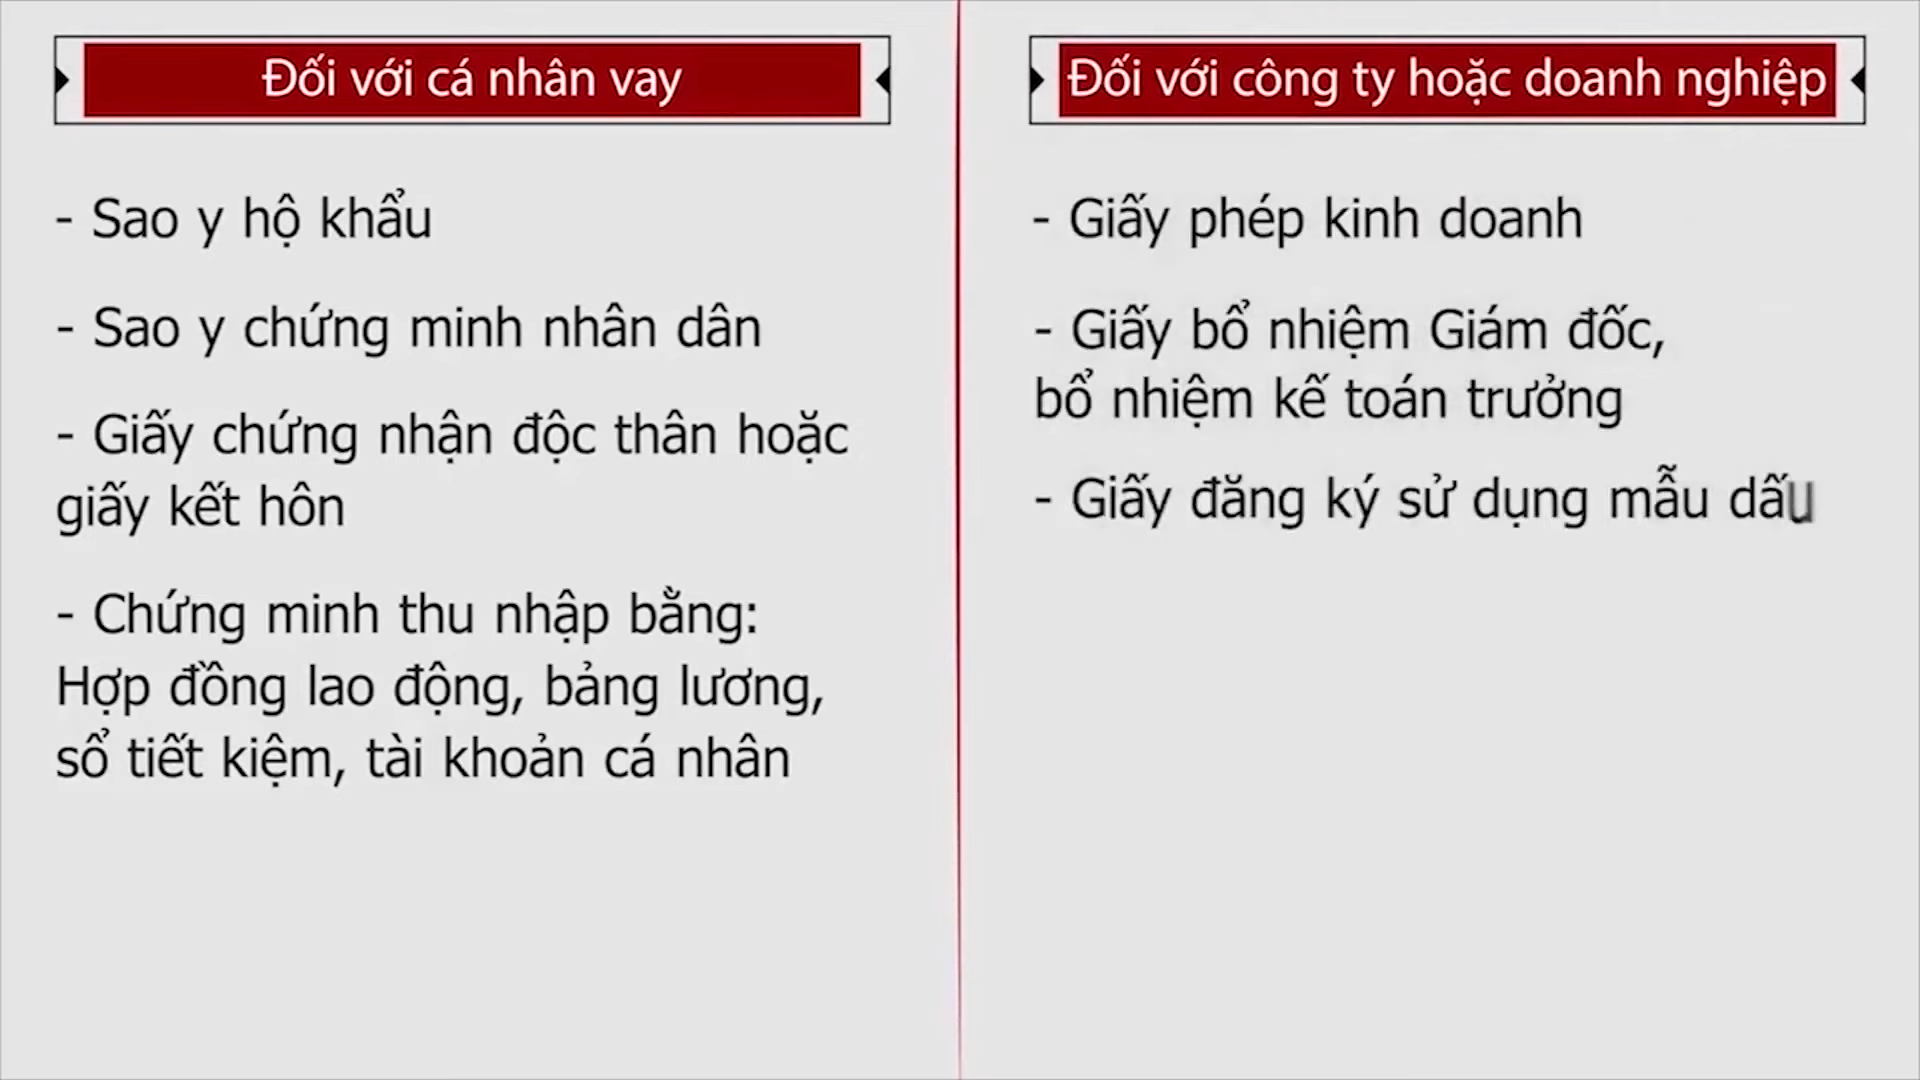 Đối với cá nhân vay
- Sao y hộ khẩu
- Sao y chứng minh nhân dân
- Giấy chứng nhận độc thân hoặc
giấy kết hôn
- Chứng minh thu nhập bằng:
Hợp đồng lao động, bảng lương,
sổ tiết kiệm, tài khoản cá nhân
Đối với công ty hoặc doanh nghiệp
- Giấy phép kinh doanh
- Giấy bổ nhiệm Giám đốc,
bổ nhiệm kế toán trưởng
- Giấy đăng ký sử dụng mẫu dấu